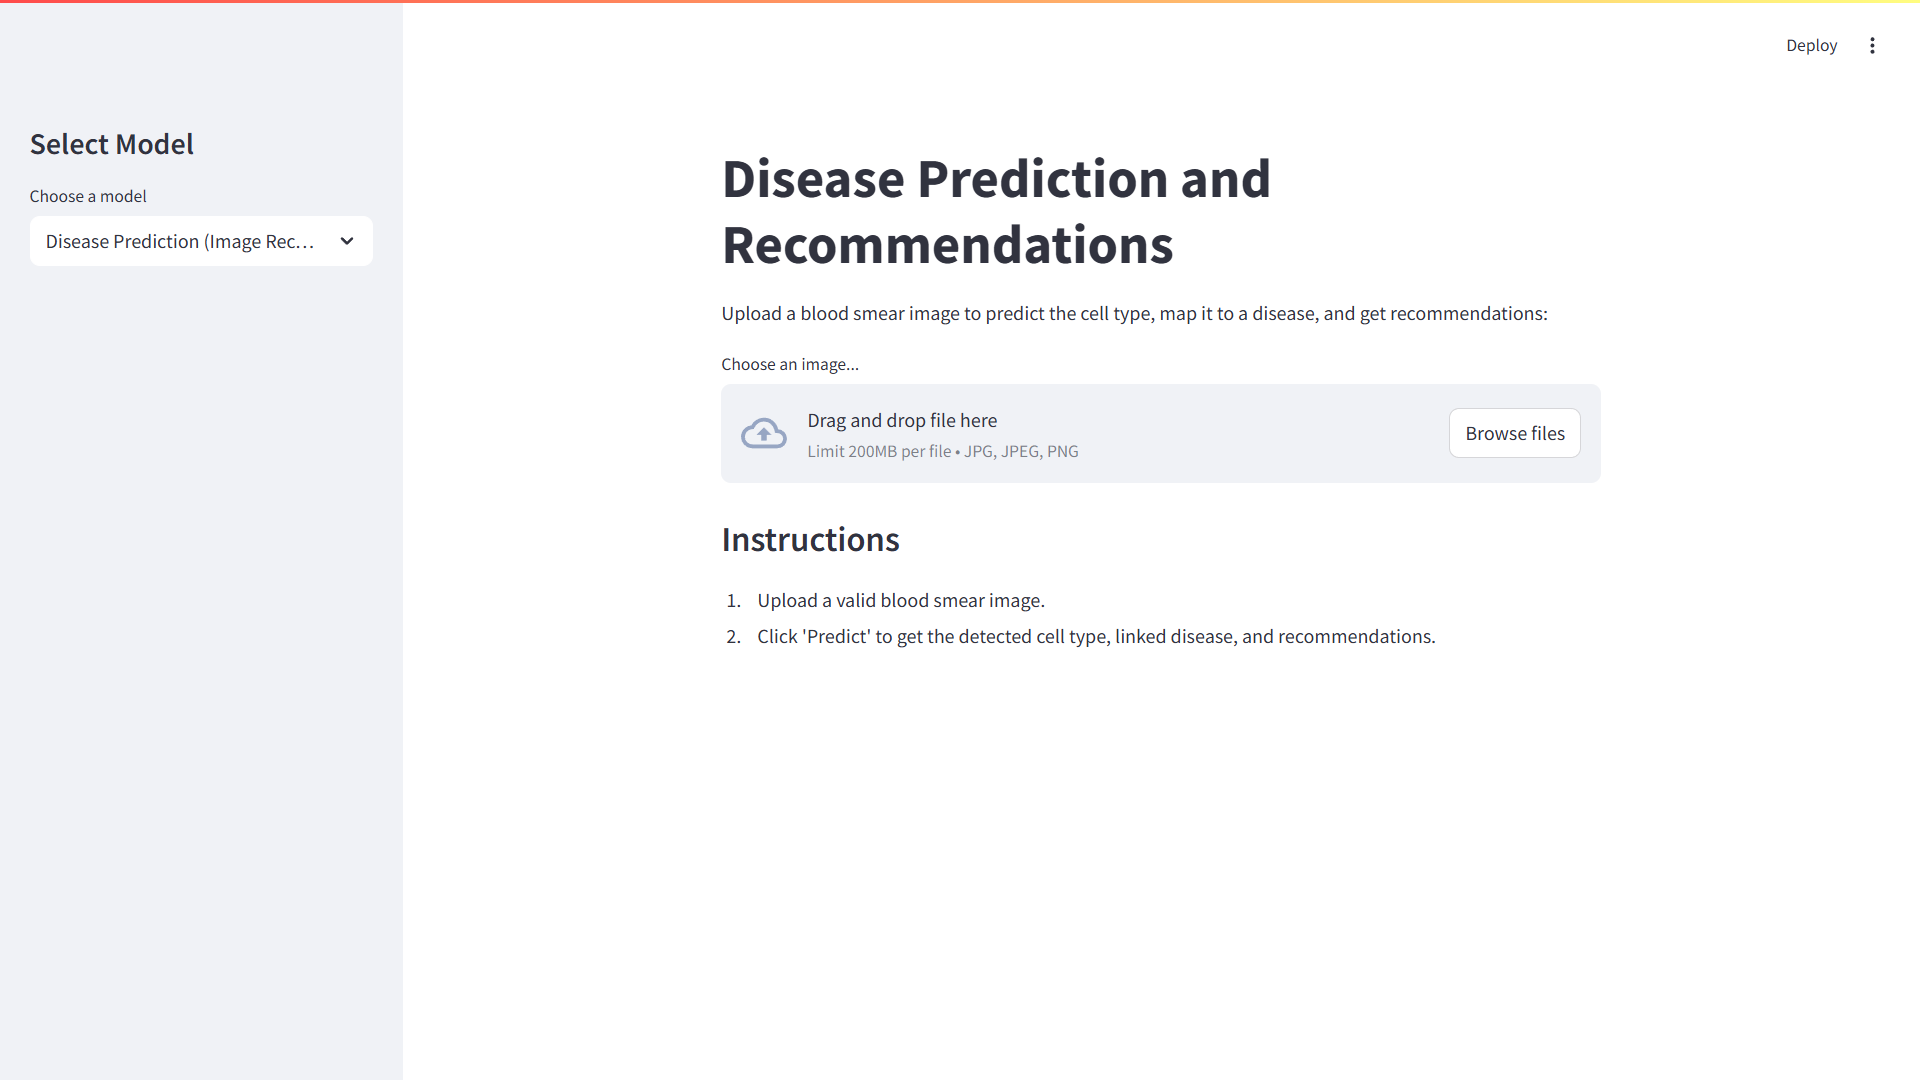 Deploy
Select Model
Choose a model
Disease Prediction (Image Rec...
Disease Prediction and
Recommendations
Upload a blood smear image to predict the cell type, map it to a disease, and get recommendations:
Choose an image...
Drag and drop file here
Limit 200MB per file • JPG, JPEG, PNG
Browse files
Instructions
1. Upload a valid blood smear image.
2. Click 'Predict' to get the detected cell type, linked disease, and recommendations.